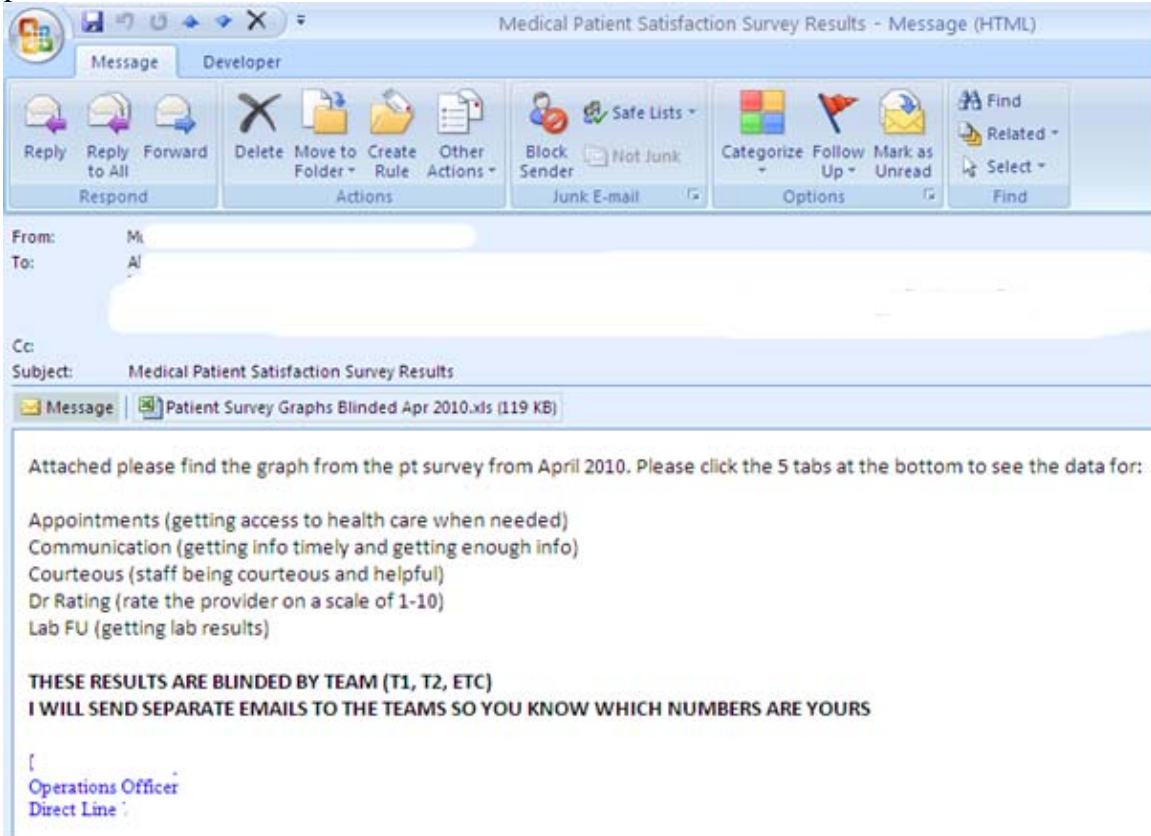 Medical Patient Satisfaction Survey Results - Message (HTML)
Message Developer
Reply Reply to All Forward Delete Move to Folder Create Rule Other Actions Block Sender Safe Lists Not Junk Categorize Follow Up Mark as Unread Find Related Select
Respond Actions Junk E-mail Options Find
From:
To:
Cc:
Subject: Medical Patient Satisfaction Survey Results
Message Patient Survey Graphs Blinded Apr 2010.xls (119 KB)
Attached please find the graph from the pt survey from April 2010. Please click the 5 tabs at the bottom to see the data for:
Appointments (getting access to health care when needed)
Communication (getting info timely and getting enough info)
Courteous (staff being courteous and helpful)
Dr Rating (rate the provider on a scale of 1-10)
Lab FU (getting lab results)
THESE RESULTS ARE BLINDED BY TEAM (T1, T2, ETC)
I WILL SEND SEPARATE EMAILS TO THE TEAMS SO YOU KNOW WHICH NUMBERS ARE YOURS
Operations Officer
Direct Line